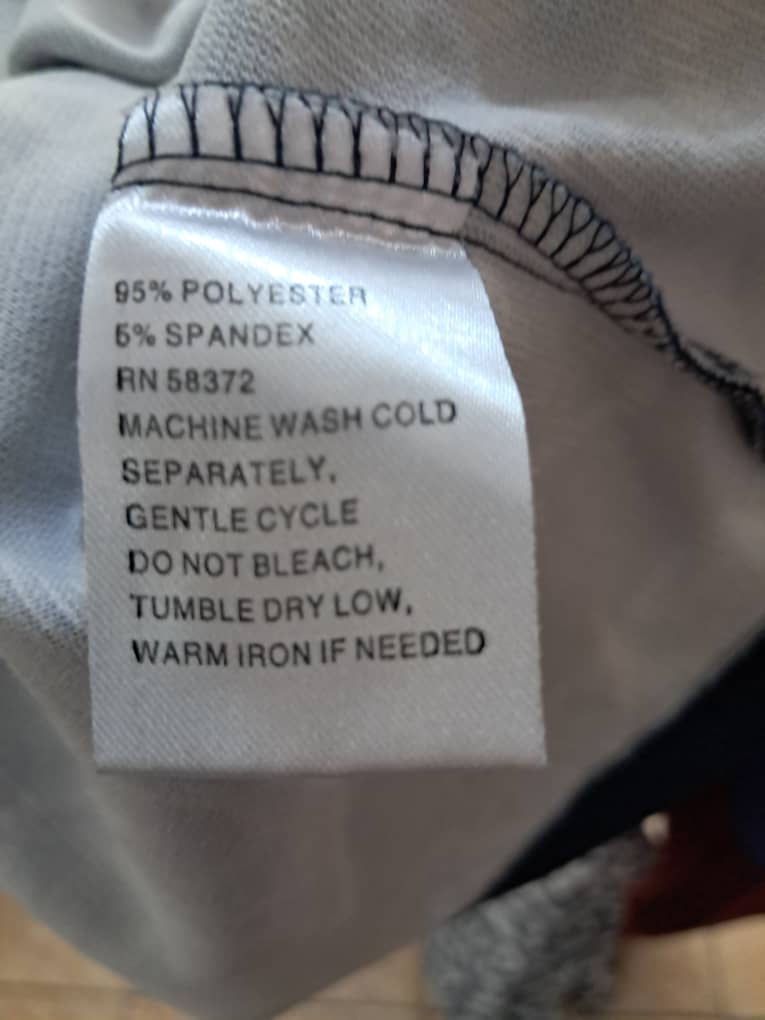 95% POLYESTER
5% SPANDEX
RN 58372
MACHINE WASH COLD
SEPARATELY,
GENTLE CYCLE
DO NOT BLEACH,
TUMBLE DRY LOW,
WARM IRON IF NEEDED